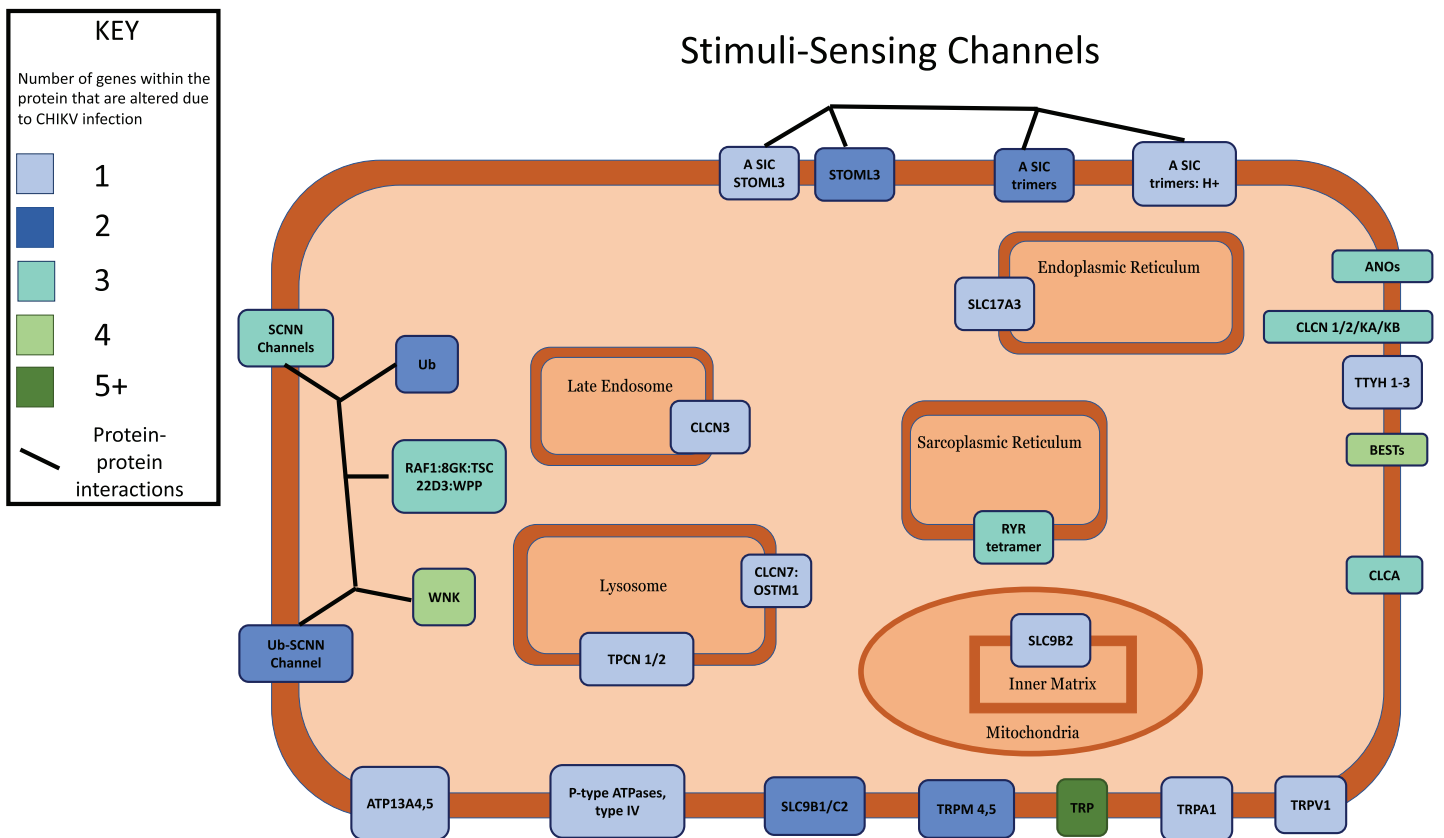 KEY
Number of genes within the
protein that are altered due
to CHIKV infection
1
2
3
4
5+
Protein-
protein
interactions
Stimuli-Sensing Channels
A SIC
STOML3
STOML3
A SIC
trimers
A SIC
trimers: H+
Endoplasmic Reticulum
SLC17A3
ANOs
CLCN 1/2/KA/KB
TTYH 1-3
BESTs
CLCA
SCNN
Channels
Ub
RAF1:8GK:TSC
22D3:WPP
WNK
Ub-SCNN
Channel
Late Endosome
CLCN3
Sarcoplasmic Reticulum
RYR
tetramer
Lysosome
CLCN7:
OSTM1
TPCN 1/2
SLC9B2
Inner Matrix
Mitochondria
ATP13A4,5
P-type ATPases,
type IV
SLC9B1/C2
TRPM 4,5
TRP
TRPA1
TRPV1